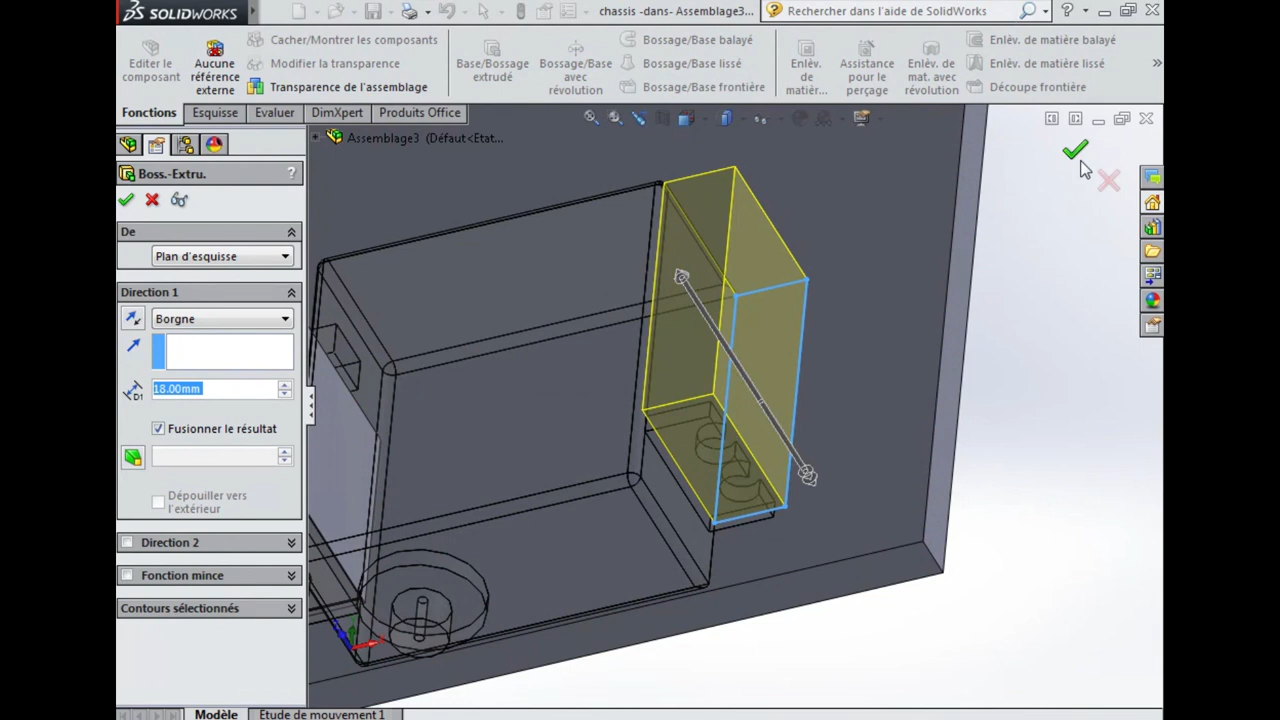 SOLIDWORKS
chassis -dans- Assemblage3...
Rechercher dans l'aide de SolidWorks
Editer le composant
Aucune référence externe
Cacher/Montrer les composants
Modifier la transparence
Transparence de l'assemblage
Base/Bossage extrudé
Bossage/Base avec révolution
Bossage/Base balayé
Bossage/Base lissé
Bossage/Base frontière
Enlèv. de matièr...
Assistance pour le perçage
Enlèv. de mat. avec révolution
Enlèv. de matière balayé
Enlèv. de matière lissé
Découpe frontière
Fonctions
Esquisse
Evaluer
DimXpert
Produits Office
Assemblage3 (Défaut<Etat...
Boss.-Extru.
?
De
Plan d'esquisse
Direction 1
Borgne
D1
18.00mm
Fusionner le résultat
Dépouiller vers l'extérieur
Direction 2
Fonction mince
Contours sélectionnés
Modèle
Etude de mouvement 1